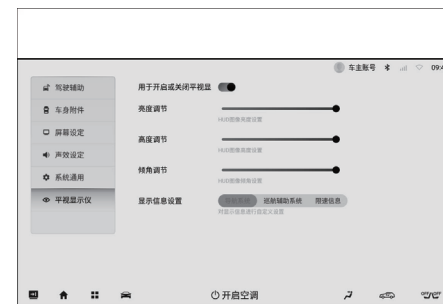 车主账号 09:4
驾驶辅助
车身附件
屏幕设定
声效设定
系统通用
平视显示仪
用于开启或关闭平视显
亮度调节
HUD图像亮度设置
高度调节
HUD图像高度设置
倾角调节
HUD图像倾角设置
显示信息设置
巡航辅助系统 限速信息
对显示信息进行自定义设置
开启空调
OFF OFF